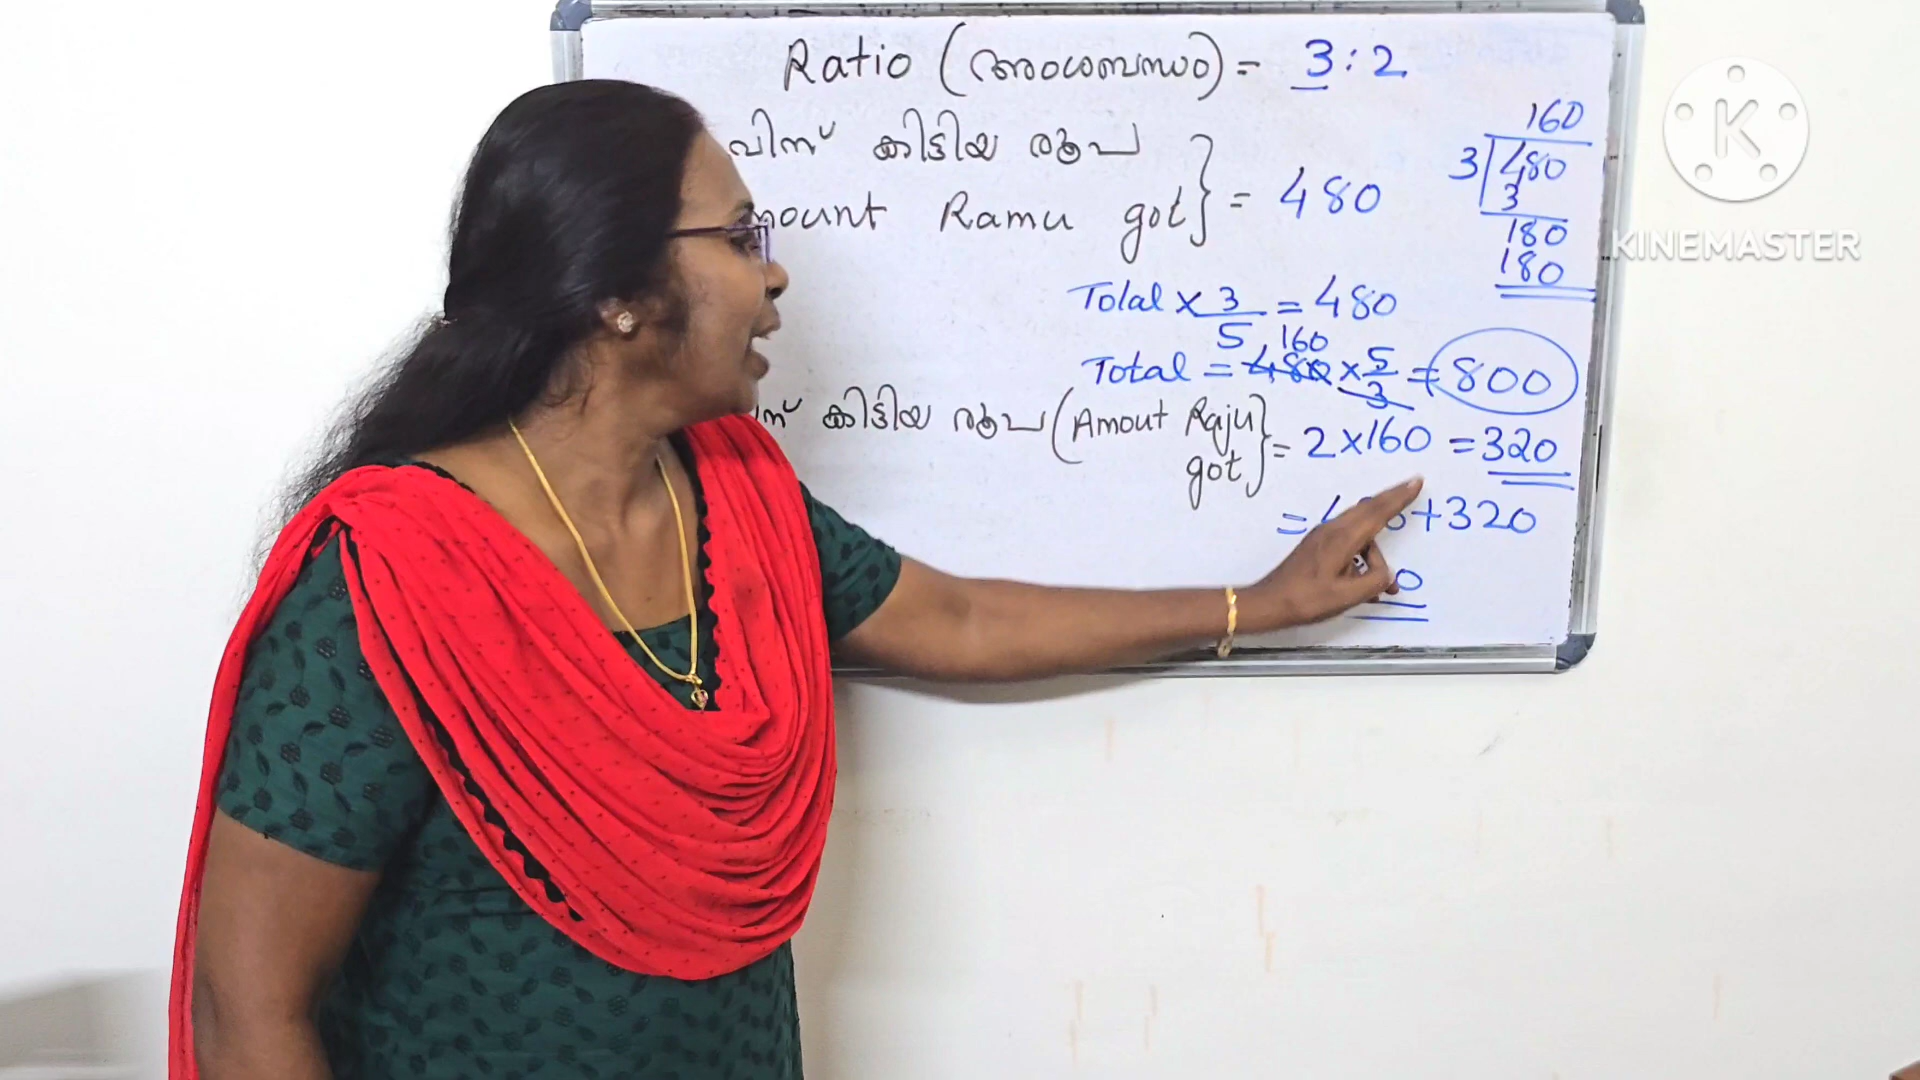 Ratio (അംശബന്ധം) = 3 : 2
കിട്ടിയ രൂപ
Ramu got} = 480
160
3 480
3
180
180
Total × 3/5 = 480
160
Total = 480 × 5/3 = 800
കിട്ടിയ രൂപ (Amout Raju got} = 2 × 160 = 320
+ 320
K
KINEMASTER